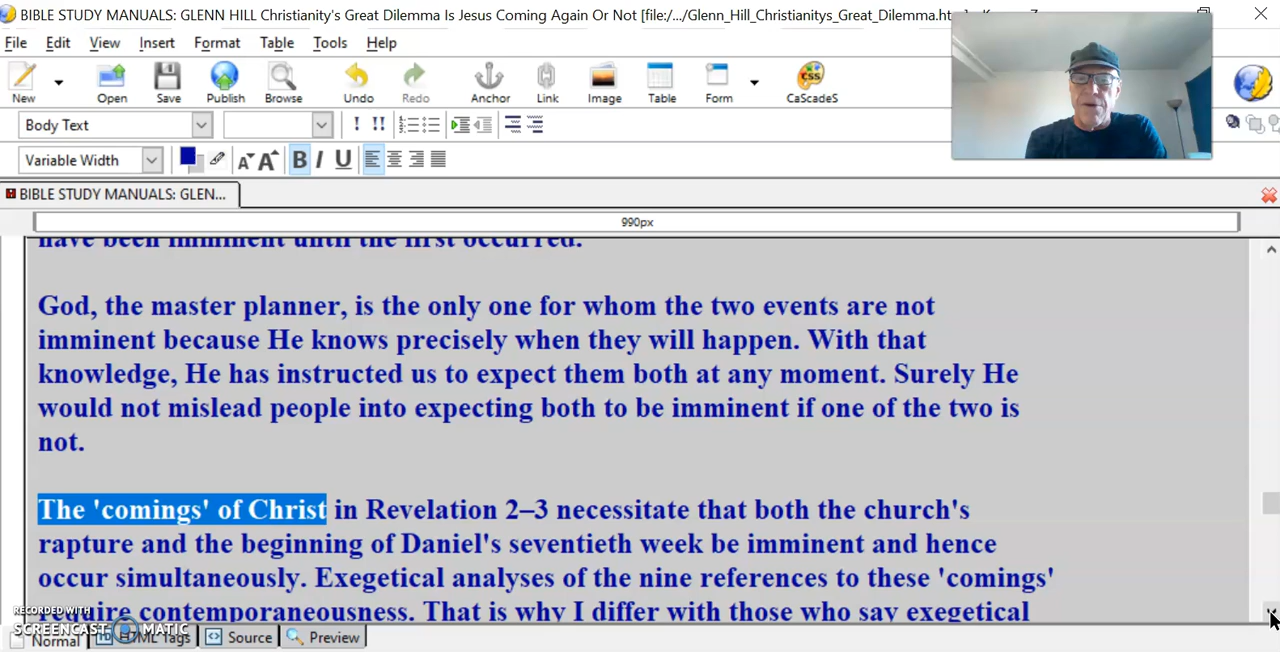 BIBLE STUDY MANUALS: GLENN HILL Christianity's Great Dilemma Is Jesus Coming Again Or Not [file:/.../Glenn_Hill_Christianitys_Great_Dilemma.ht
File Edit View Insert Format Table Tools Help
New Open Save Publish Browse Undo Redo Anchor Link Image Table Form CaScadeS
Body Text ! !!
Variable Width A A B I U
BIBLE STUDY MANUALS: GLEN...
990px
have been imminent until the first occurred.
God, the master planner, is the only one for whom the two events are not
imminent because He knows precisely when they will happen. With that
knowledge, He has instructed us to expect them both at any moment. Surely He
would not mislead people into expecting both to be imminent if one of the two is
not.
The 'comings' of Christ in Revelation 2–3 necessitate that both the church's
rapture and the beginning of Daniel's seventieth week be imminent and hence
occur simultaneously. Exegetical analyses of the nine references to these 'comings'
contemporaneousness. That is why I differ with those who say exegetical
RECORDED WITH
SCREENCAST MATIC
Normal HTML Tags Source Preview